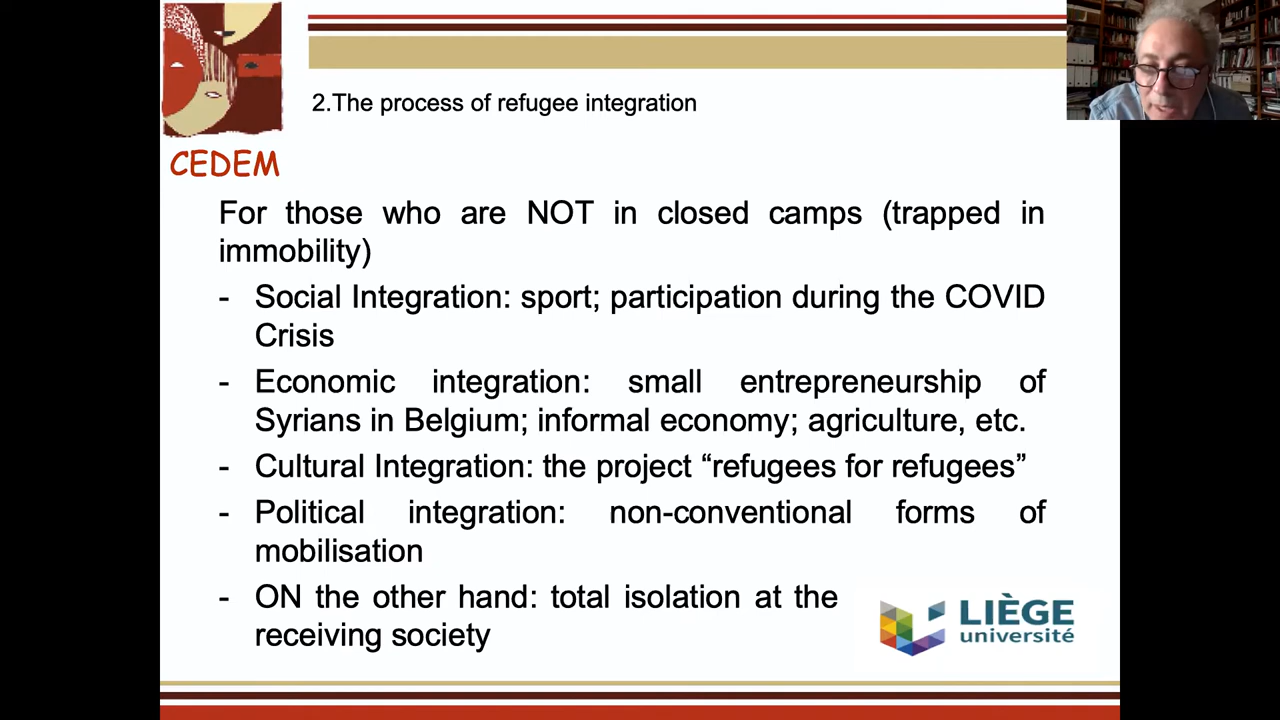 2.The process of refugee integration
CEDEM
For those who are NOT in closed camps (trapped in
immobility)
- Social Integration: sport; participation during the COVID
Crisis
- Economic integration: small entrepreneurship of
Syrians in Belgium; informal economy; agriculture, etc.
- Cultural Integration: the project “refugees for refugees”
- Political integration: non-conventional forms of
mobilisation
- ON the other hand: total isolation at the
receiving society
LIÈGE
université